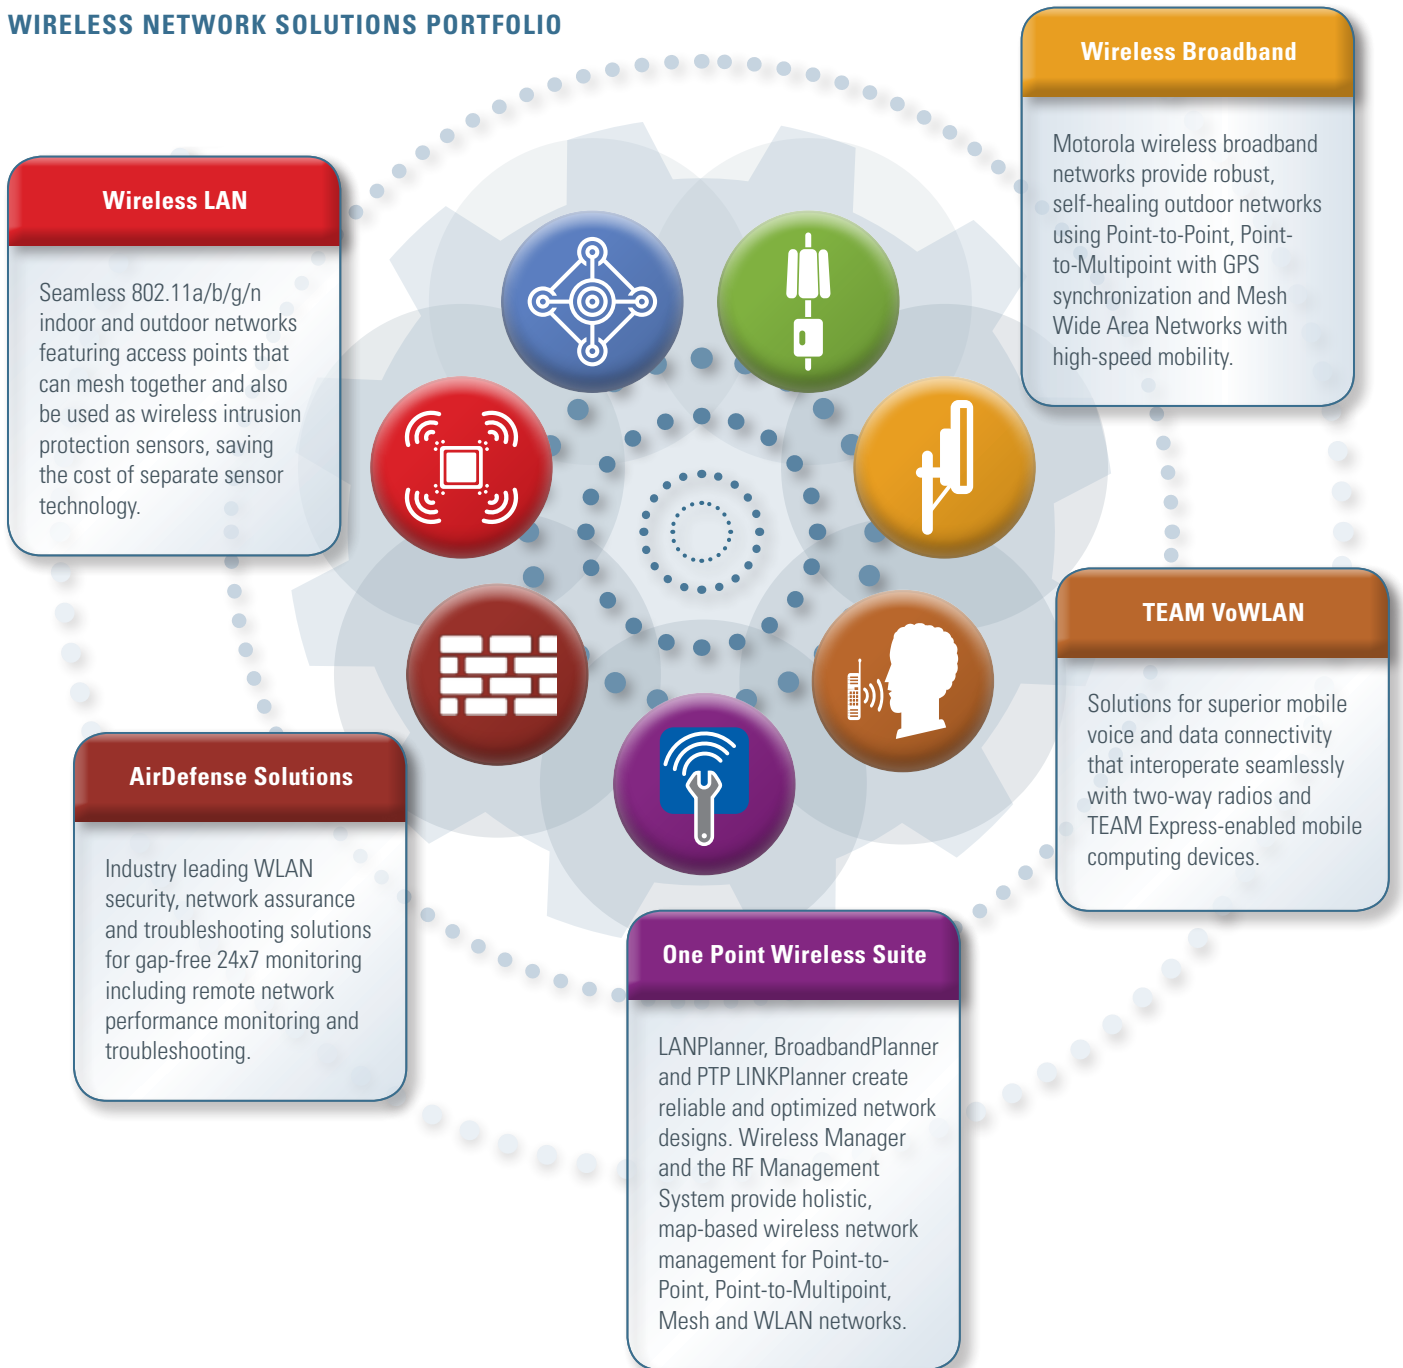 WIRELESS NETWORK SOLUTIONS PORTFOLIO
Wireless Broadband
Motorola wireless broadband
networks provide robust,
self-healing outdoor networks
using Point-to-Point, Point-
to-Multipoint with GPS
synchronization and Mesh
Wide Area Networks with
high-speed mobility.
Wireless LAN
Seamless 802.11a/b/g/n
indoor and outdoor networks
featuring access points that
can mesh together and also
be used as wireless intrusion
protection sensors, saving
the cost of separate sensor
technology.
TEAM VoWLAN
Solutions for superior mobile
voice and data connectivity
that interoperate seamlessly
with two-way radios and
TEAM Express-enabled mobile
computing devices.
AirDefense Solutions
Industry leading WLAN
security, network assurance
and troubleshooting solutions
for gap-free 24x7 monitoring
including remote network
performance monitoring and
troubleshooting.
One Point Wireless Suite
LANPlanner, BroadbandPlanner
and PTP LINKPlanner create
reliable and optimized network
designs. Wireless Manager
and the RF Management
System provide holistic,
map-based wireless network
management for Point-to-
Point, Point-to-Multipoint,
Mesh and WLAN networks.